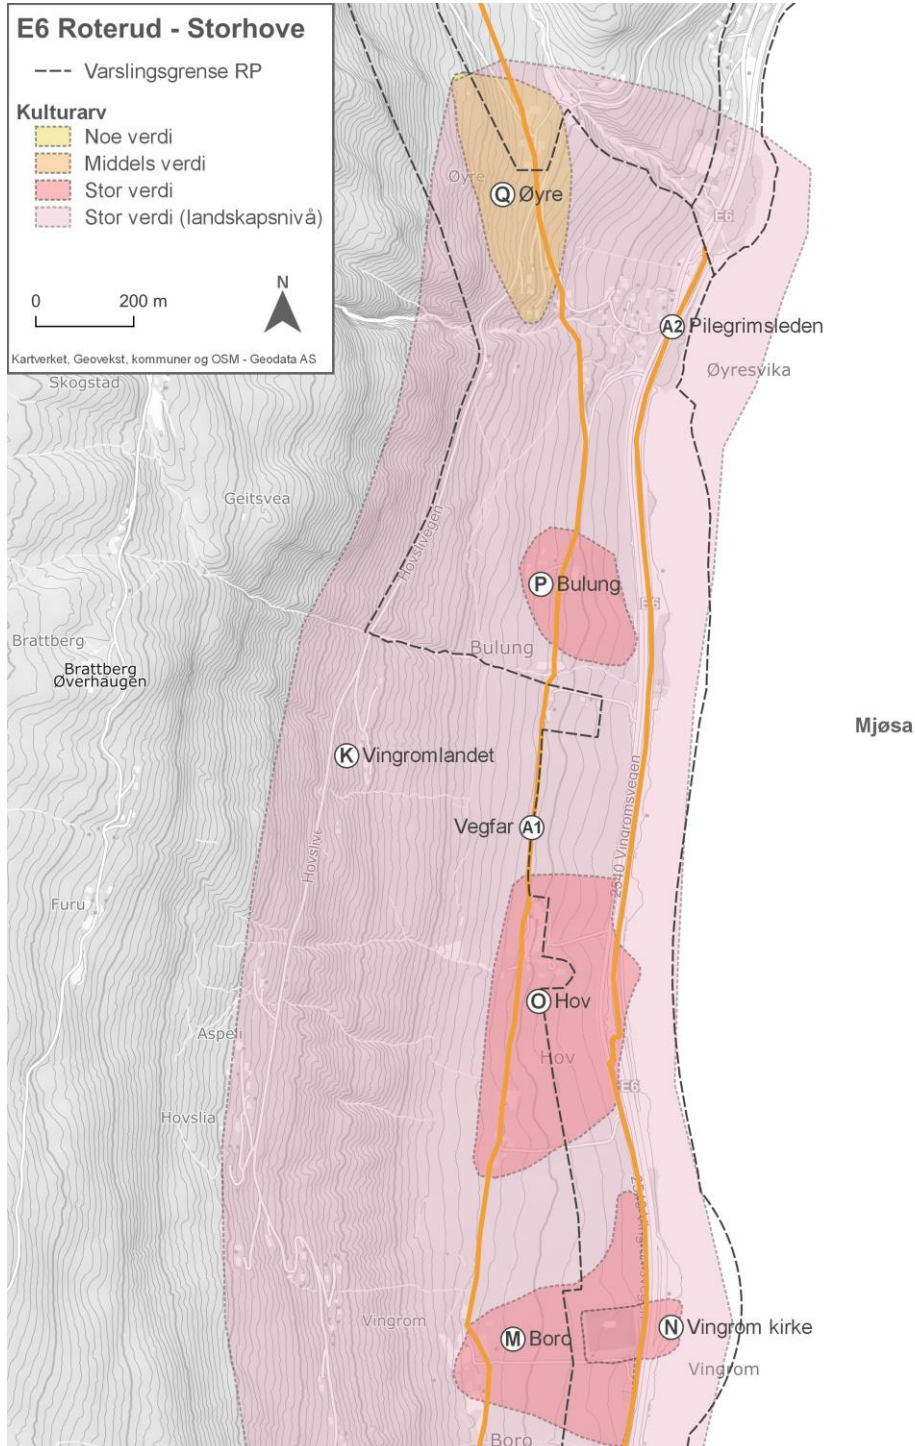 E6 Roterud - Storhove
Varslingsgrense RP
Kulturarv
Noe verdi
Middels verdi
Stor verdi
Stor verdi (landskapsnivå)
0 200 m
N
Kartverket, Geovekst, kommuner og OSM - Geodata AS
Øyre
Q Øyre
E6
A2 Pilegrimsleden
Øyresvika
Skogstad
Geitsvea
Hovslivegen
P Bulung
E6
Brattberg
Bulung
Brattberg
Øverhaugen
Mjøsa
K Vingromlandet
Vegfar A1
2540 Vingromsvegen
Hovslive
Furu
O Hov
Aspeli
Hov
E6
Hovslia
Vingrom
M Boro
N Vingrom kirke
Vingrom
Boro